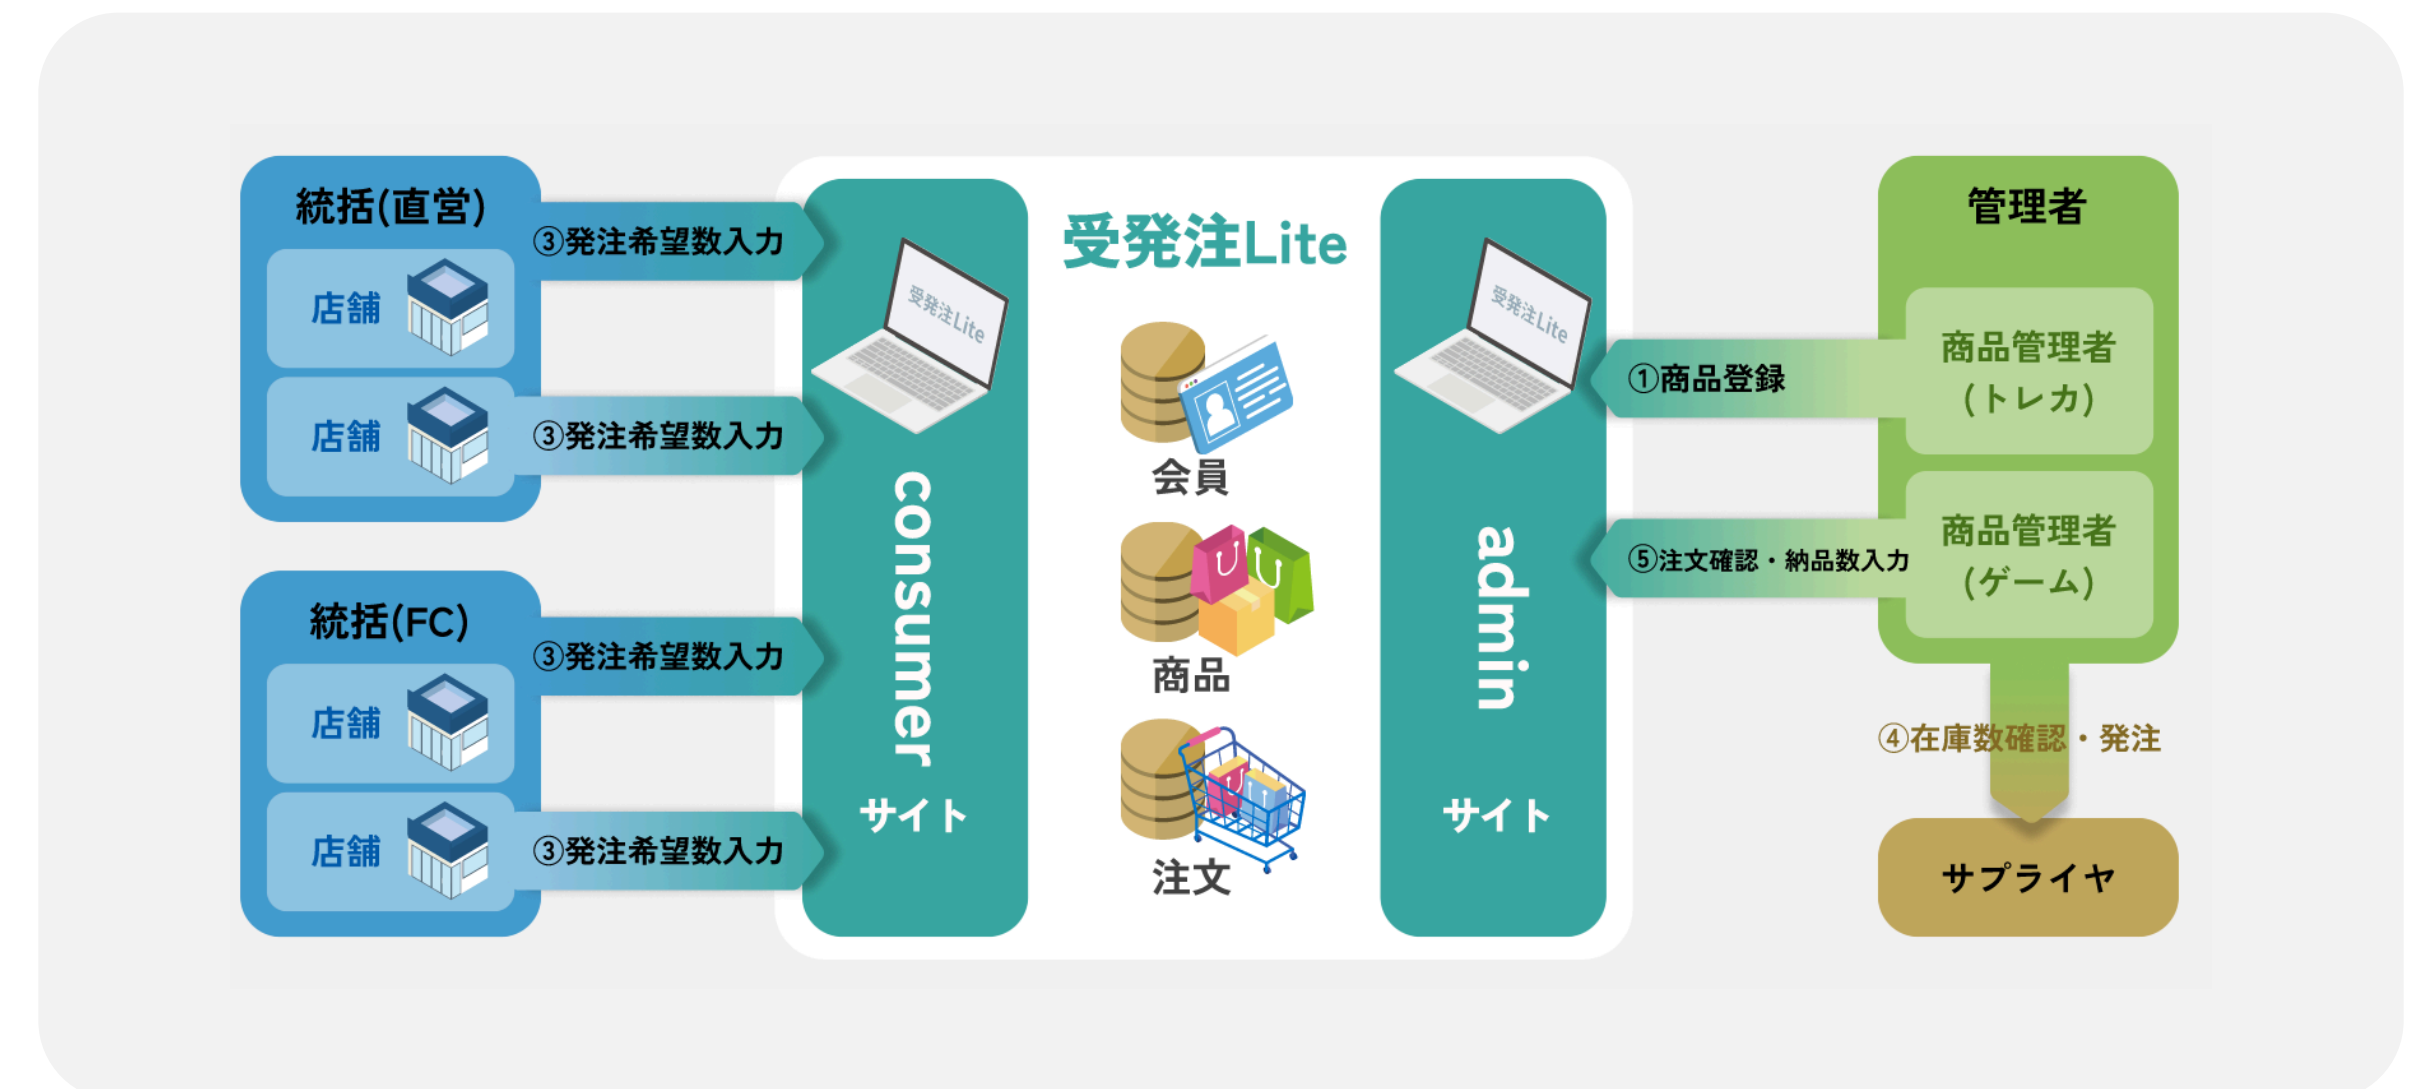 統括(直営)
店舗
店舗
③発注希望数入力
③発注希望数入力
統括(FC)
店舗
店舗
③発注希望数入力
③発注希望数入力
受発注Lite
consumer
サイト
受発注Lite
会員
商品
注文
受発注Lite
admin
サイト
①商品登録
⑤注文確認・納品数入力
管理者
商品管理者
(トレカ)
商品管理者
(ゲーム)
④在庫数確認・発注
サプライヤ